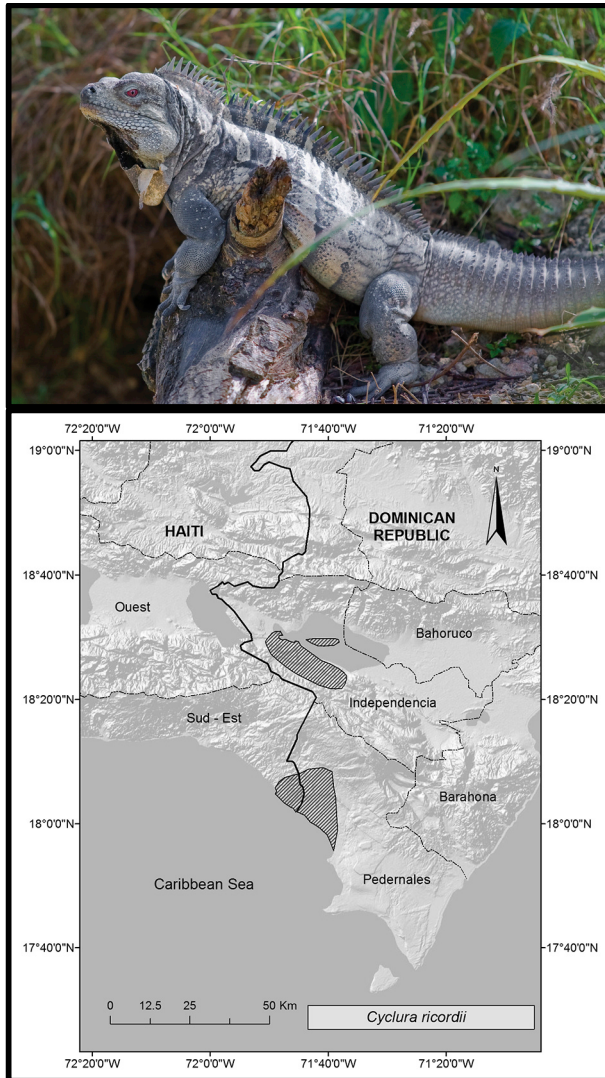 72°20'0"W 72°0'0"W 71°40'0"W 71°20'0"W
19°0'0"N 19°0'0"N
N
HAITI
DOMINICAN
REPUBLIC
18°40'0"N 18°40'0"N
Ouest
Bahoruco
18°20'0"N 18°20'0"N
Independencia
Sud - Est
Barahona
18°0'0"N 18°0'0"N
Caribbean Sea
Pedernales
17°40'0"N 17°40'0"N
0 12.5 25 50 Km
Cyclura ricordii
72°20'0"W 72°0'0"W 71°40'0"W 71°20'0"W